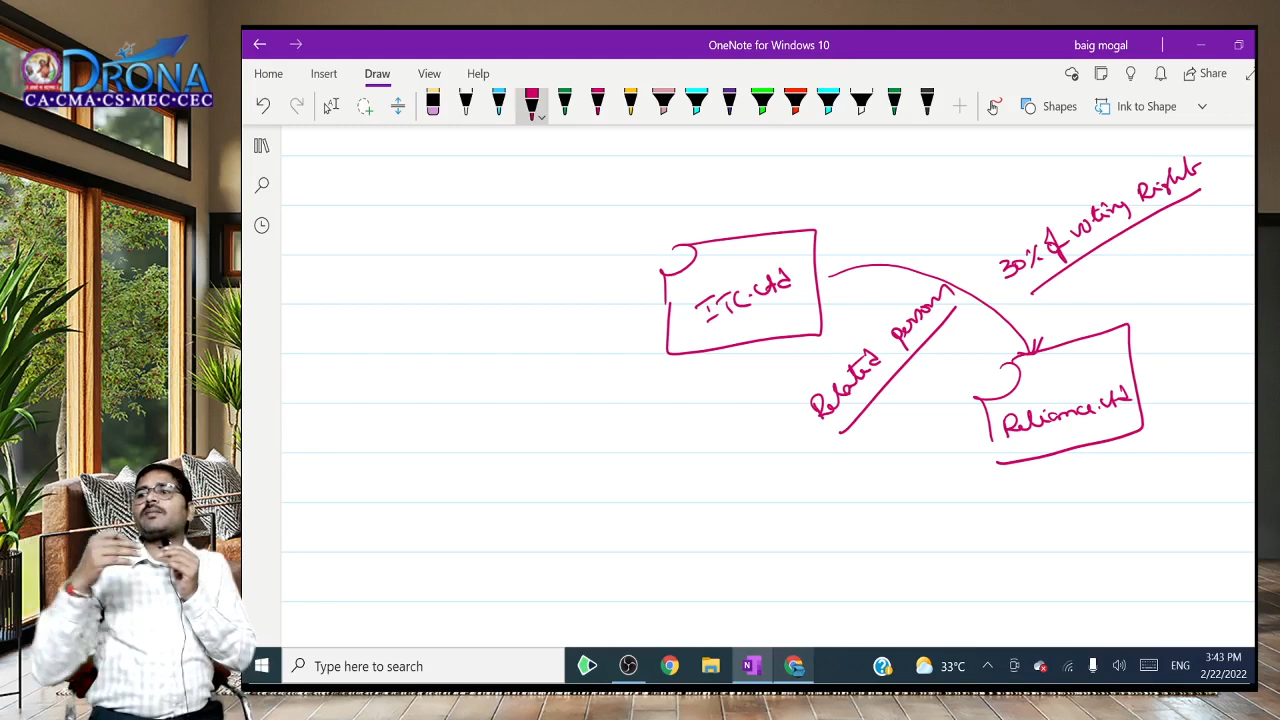 DRONA
CA-CMA-CS-MEC-CEC
OneNote for Windows 10
baig mogal
Home
Insert
Draw
View
Help
Share
Shapes
Ink to Shape
30% of voting Rights
ITC.Ltd
Related person
Reliance.Ltd
Type here to search
33°C
ENG
3:43 PM
2/22/2022